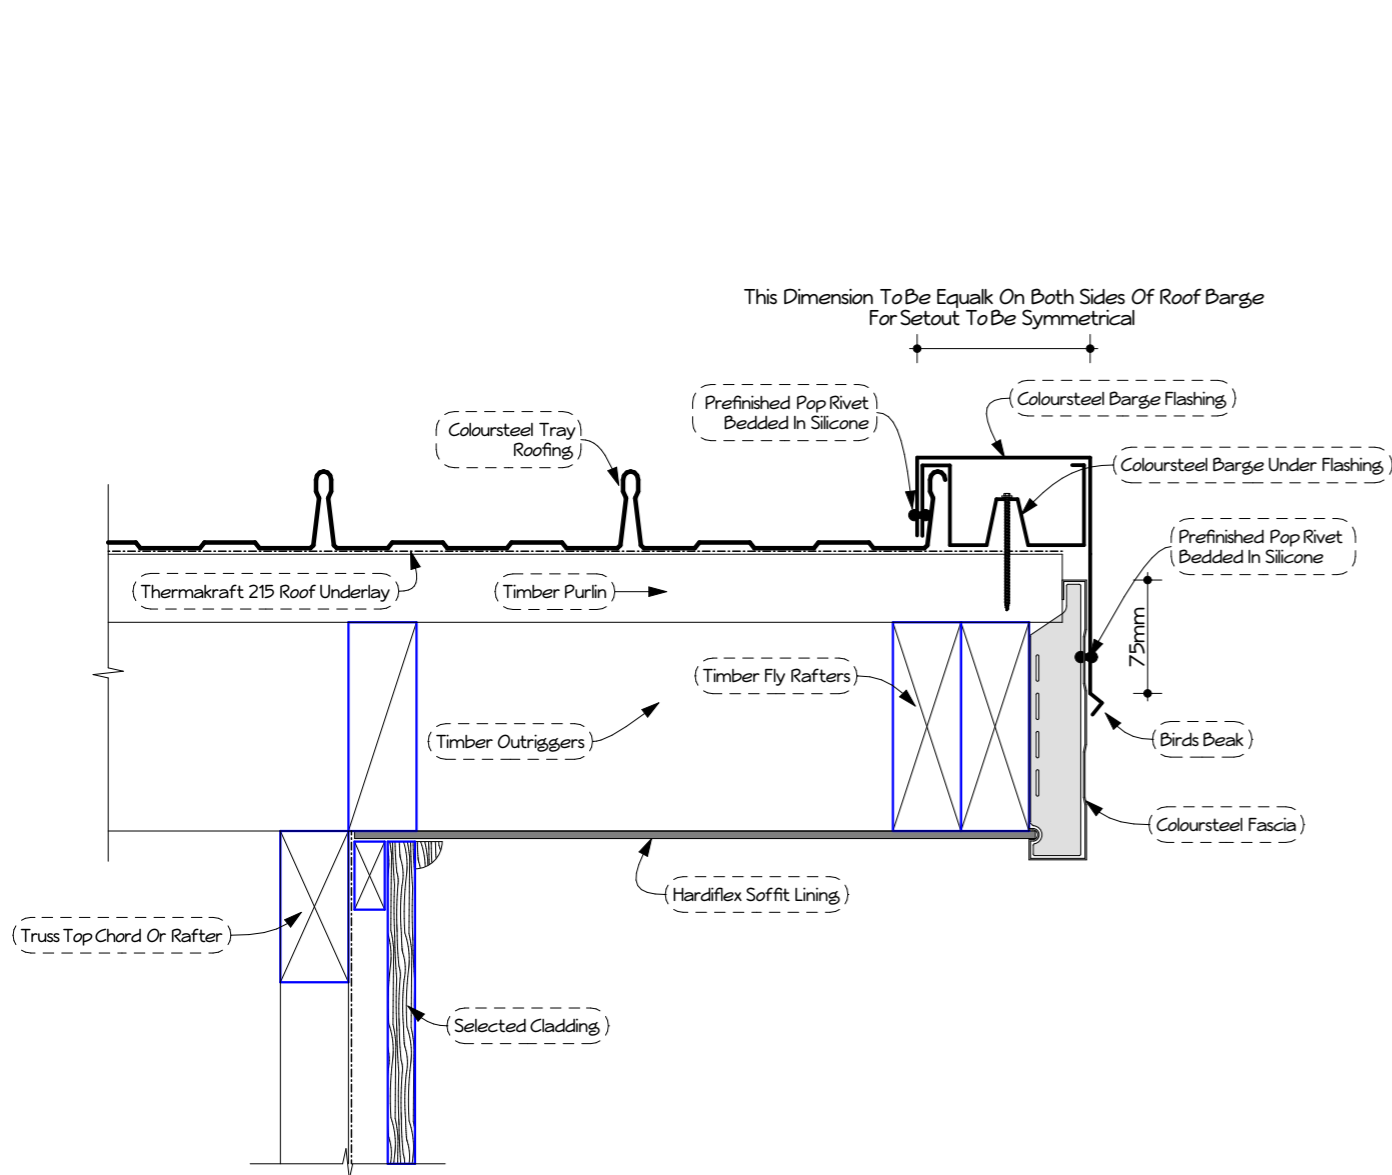 This Dimension To Be Equalk On Both Sides Of Roof Barge
For Setout To Be Symmetrical
Prefinished Pop Rivet
Bedded In Silicone
Coloursteel Barge Flashing
Coloursteel Tray
Roofing
Coloursteel Barge Under Flashing
Prefinished Pop Rivet
Bedded In Silicone
Thermakraft 215 Roof Underlay
Timber Purlin
75mm
Timber Fly Rafters
Timber Outriggers
Birds Beak
Coloursteel Fascia
Hardiflex Soffit Lining
Truss Top Chord Or Rafter
Selected Cladding